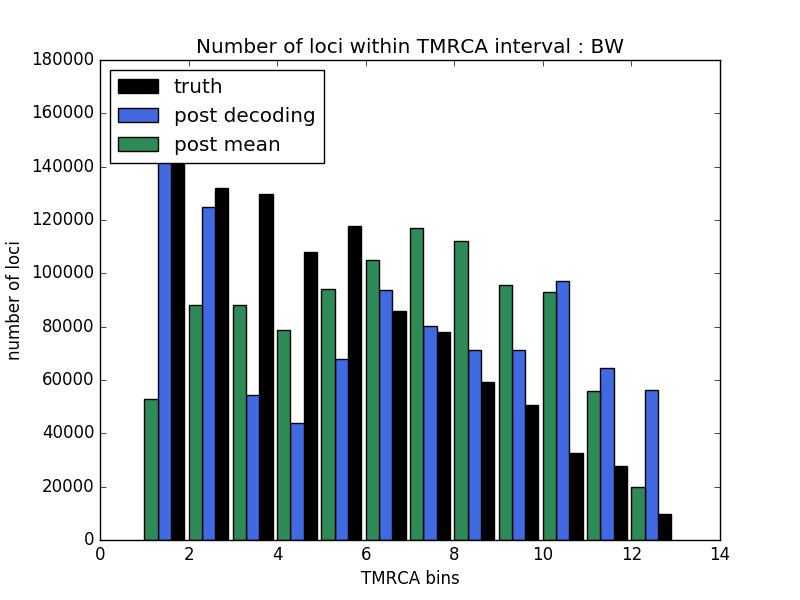 Number of loci within TMRCA interval : BW
180000
160000
140000
120000
100000
80000
60000
40000
20000
0
number of loci
truth
post decoding
post mean
0 2 4 6 8 10 12 14
TMRCA bins